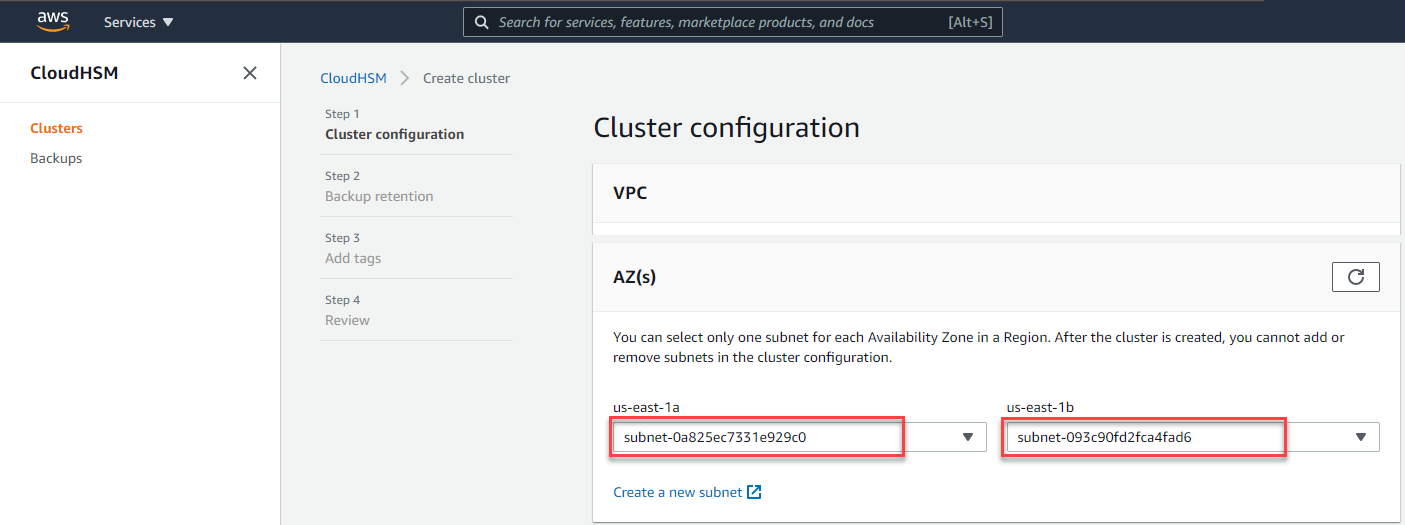 aws
Services
Search for services, features, marketplace products, and docs [Alt+S]
CloudHSM
Clusters
Backups
CloudHSM > Create cluster
Step 1
Cluster configuration
Step 2
Backup retention
Step 3
Add tags
Step 4
Review
Cluster configuration
VPC
AZ(s)
You can select only one subnet for each Availability Zone in a Region. After the cluster is created, you cannot add or
remove subnets in the cluster configuration.
us-east-1a
subnet-0a825ec7331e929c0
us-east-1b
subnet-093c90fd2fca4fad6
Create a new subnet